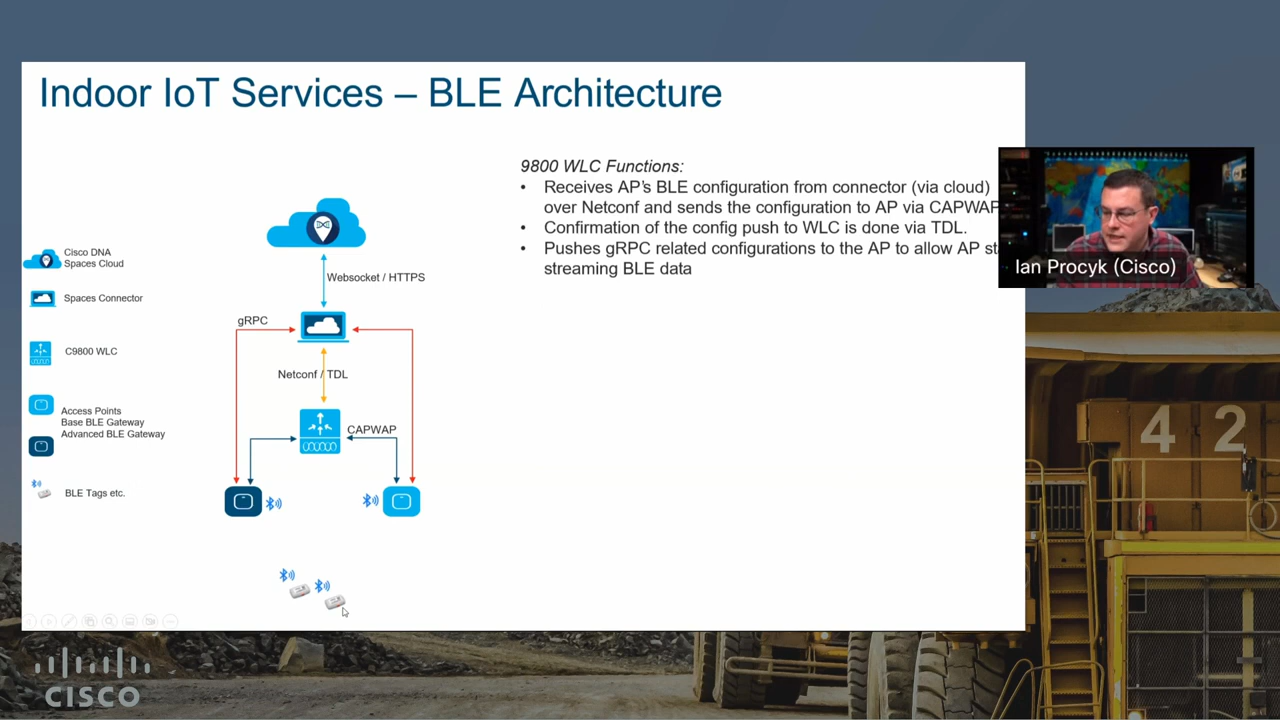 Indoor IoT Services – BLE Architecture
9800 WLC Functions:
• Receives AP's BLE configuration from connector (via cloud)
over Netconf and sends the configuration to AP via CAPWAP
• Confirmation of the config push to WLC is done via TDL.
• Pushes gRPC related configurations to the AP to allow AP
streaming BLE data
Ian Procyk (Cisco)
Cisco DNA
Spaces Cloud
Spaces Connector
C9800 WLC
Access Points
Base BLE Gateway
Advanced BLE Gateway
BLE Tags etc.
Websocket / HTTPS
gRPC
Netconf / TDL
CAPWAP
42
CISCO